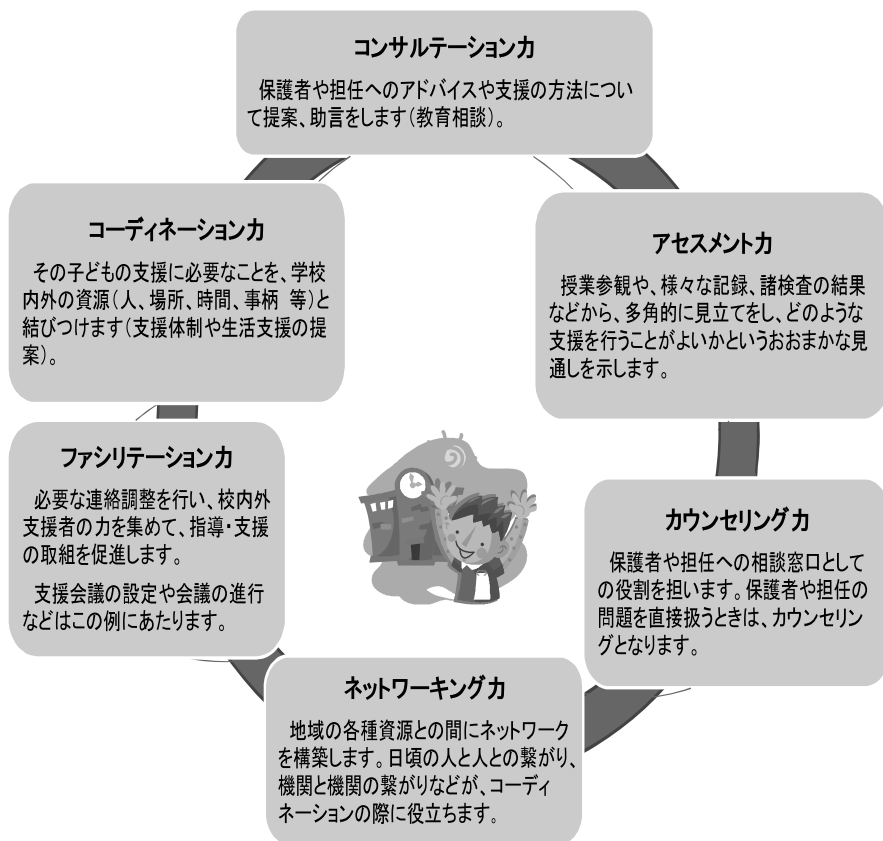 コンサルテーション力
保護者や担任へのアドバイスや支援の方法につい
て提案、助言をします（教育相談）。
コーディネーション力
その子どもの支援に必要なことを、学校
内外の資源（人、場所、時間、事柄 等）と
結びつけます（支援体制や生活支援の提
案）。
アセスメント力
授業参観や、様々な記録、諸検査の結果
などから、多角的に見立てをし、どのような
支援を行うことがよいかというおおまかな見
通しを示します。
ファシリテーション力
必要な連絡調整を行い、校内外
支援者の力を集めて、指導・支援
の取組を促進します。
支援会議の設定や会議の進行
などはこの例にあたります。
カウンセリング力
保護者や担任への相談窓口として
の役割を担います。保護者や担任の
問題を直接扱うときは、カウンセリン
グとなります。
ネットワーキング力
地域の各種資源との間にネットワーク
を構築します。日頃の人と人との繋がり、
機関と機関の繋がりなどが、コーディ
ネーションの際に役立ちます。